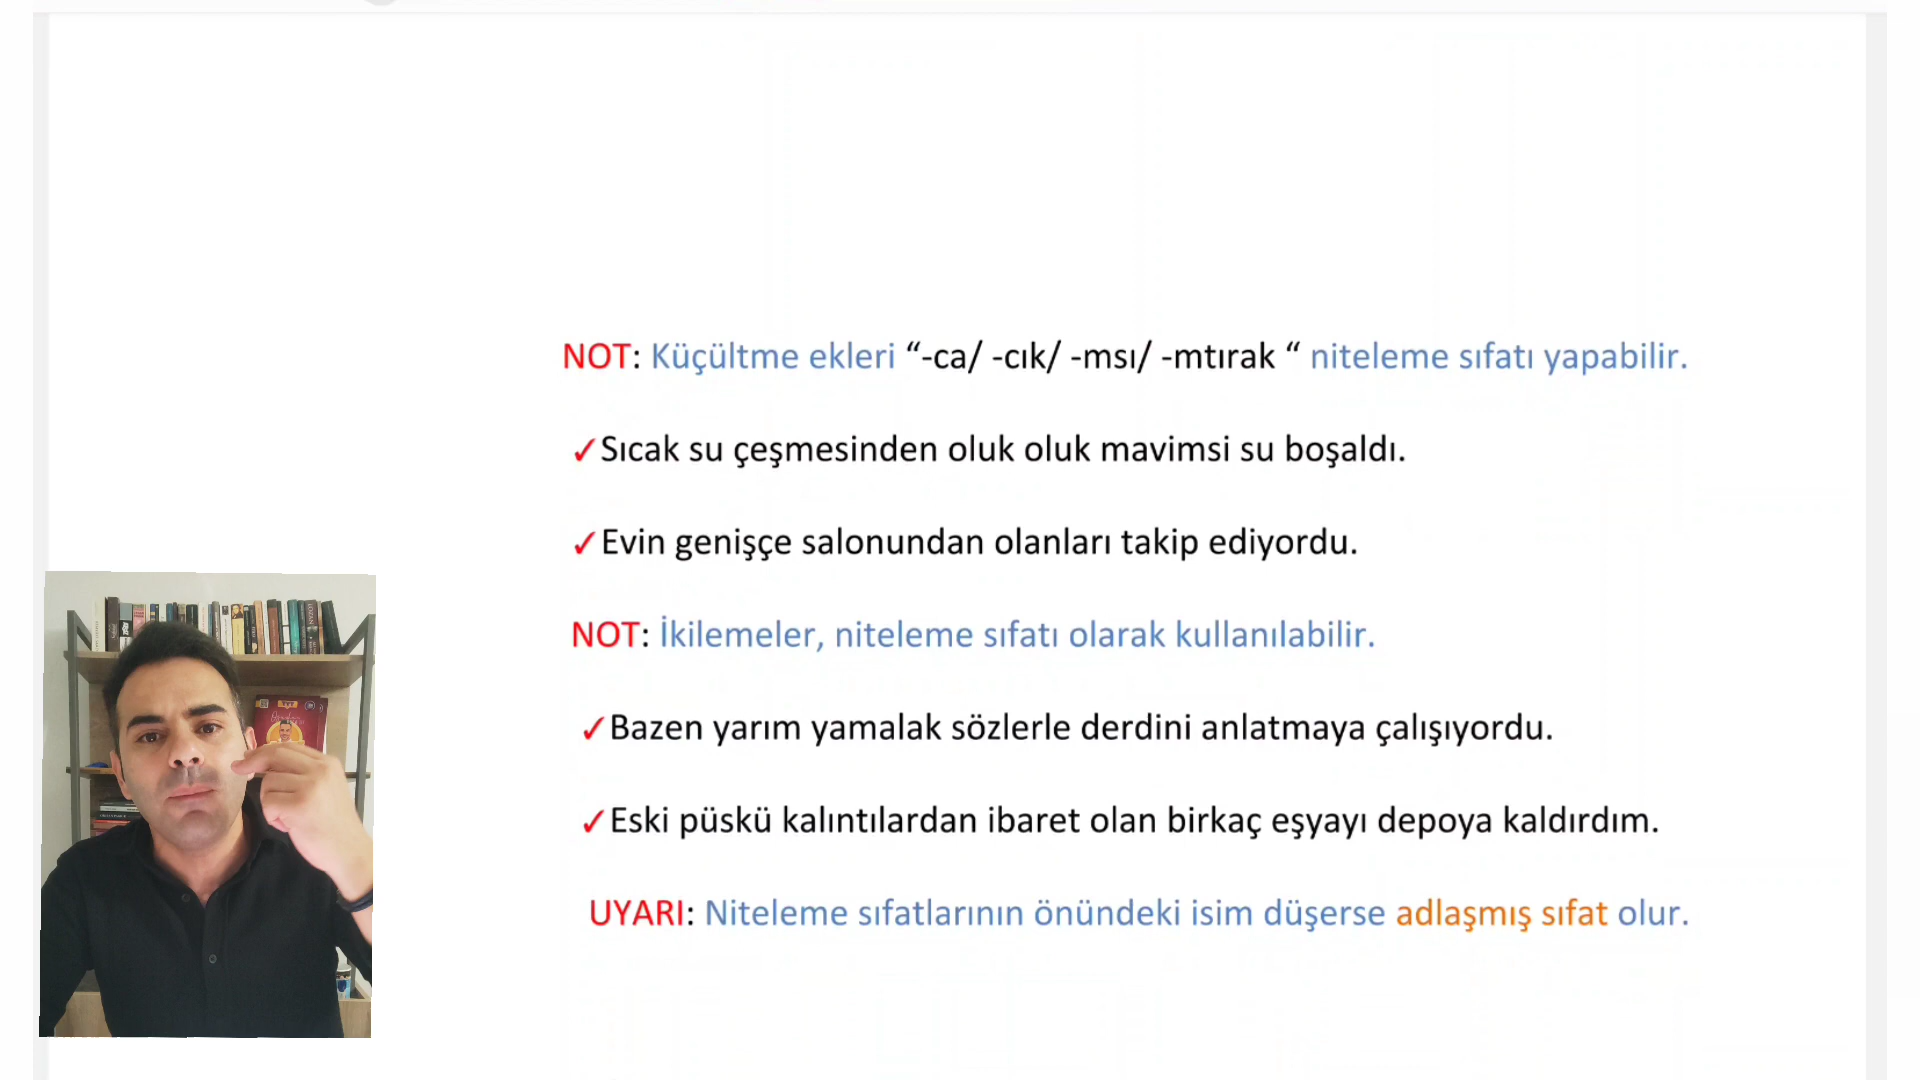 NOT: Küçültme ekleri “-ca/ -cık/ -msı/ -mtırak “ niteleme sıfatı yapabilir.
✓Sıcak su çeşmesinden oluk oluk mavimsi su boşaldı.
✓Evin genişçe salonundan olanları takip ediyordu.
NOT: İkilemeler, niteleme sıfatı olarak kullanılabilir.
✓Bazen yarım yamalak sözlerle derdini anlatmaya çalışıyordu.
✓Eski püskü kalıntılardan ibaret olan birkaç eşyayı depoya kaldırdım.
UYARI: Niteleme sıfatlarının önündeki isim düşerse adlaşmış sıfat olur.